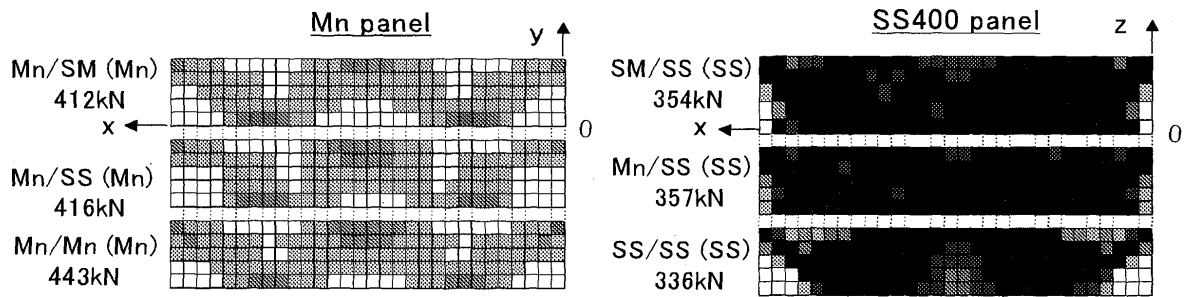 Mn panel
y
Mn/SM (Mn)
412kN
x
0
Mn/SS (Mn)
416kN
Mn/Mn (Mn)
443kN
SS400 panel
z
SM/SS (SS)
354kN
x
0
Mn/SS (SS)
357kN
SS/SS (SS)
336kN